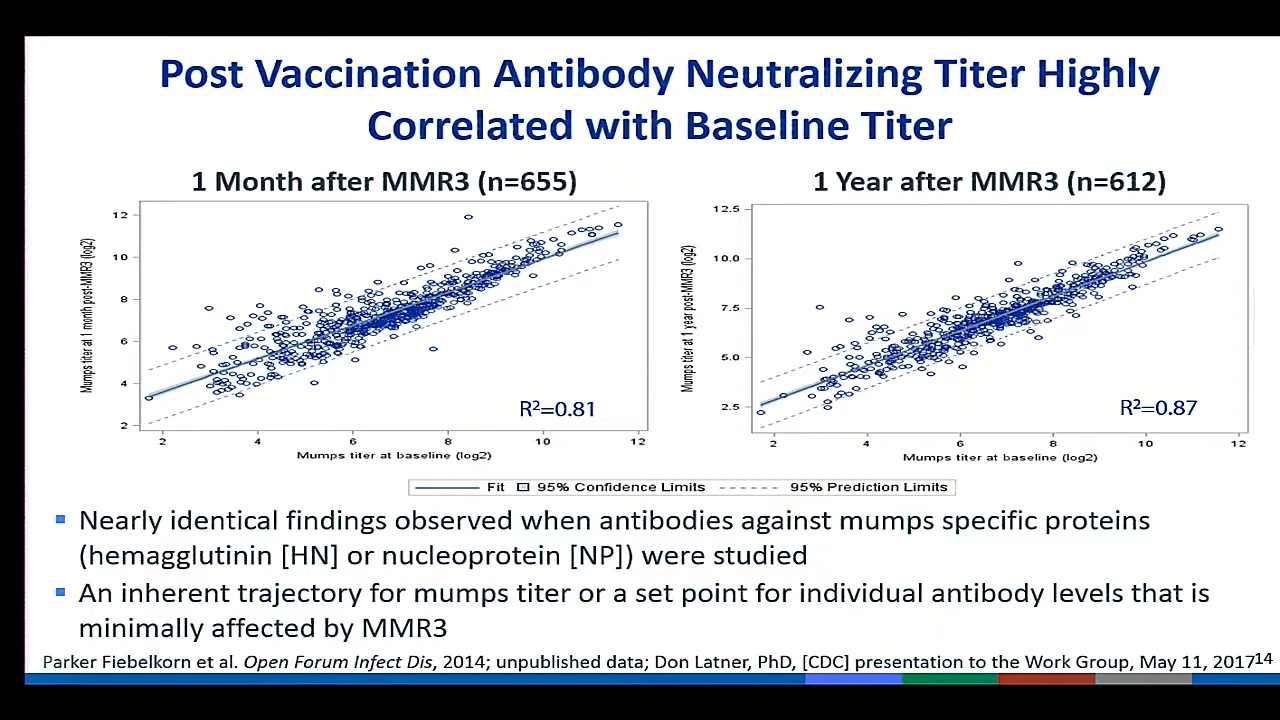 Post Vaccination Antibody Neutralizing Titer Highly
Correlated with Baseline Titer
1 Month after MMR3 (n=655)
12
10
8
6
4
2
Mumps titer at 1 month post-MMR3 (log2)
R²=0.81
2 4 6 8 10 12
Mumps titer at baseline (log2)
1 Year after MMR3 (n=612)
12.5
10.0
7.5
5.0
2.5
Mumps titer at 1 year post-MMR3 (log2)
R²=0.87
2 4 6 8 10 12
Mumps titer at baseline (log2)
Fit 95% Confidence Limits 95% Prediction Limits
Nearly identical findings observed when antibodies against mumps specific proteins
(hemagglutinin [HN] or nucleoprotein [NP]) were studied
An inherent trajectory for mumps titer or a set point for individual antibody levels that is
minimally affected by MMR3
Parker Fiebelkorn et al. Open Forum Infect Dis, 2014; unpublished data; Don Latner, PhD, [CDC] presentation to the Work Group, May 11, 2017
14